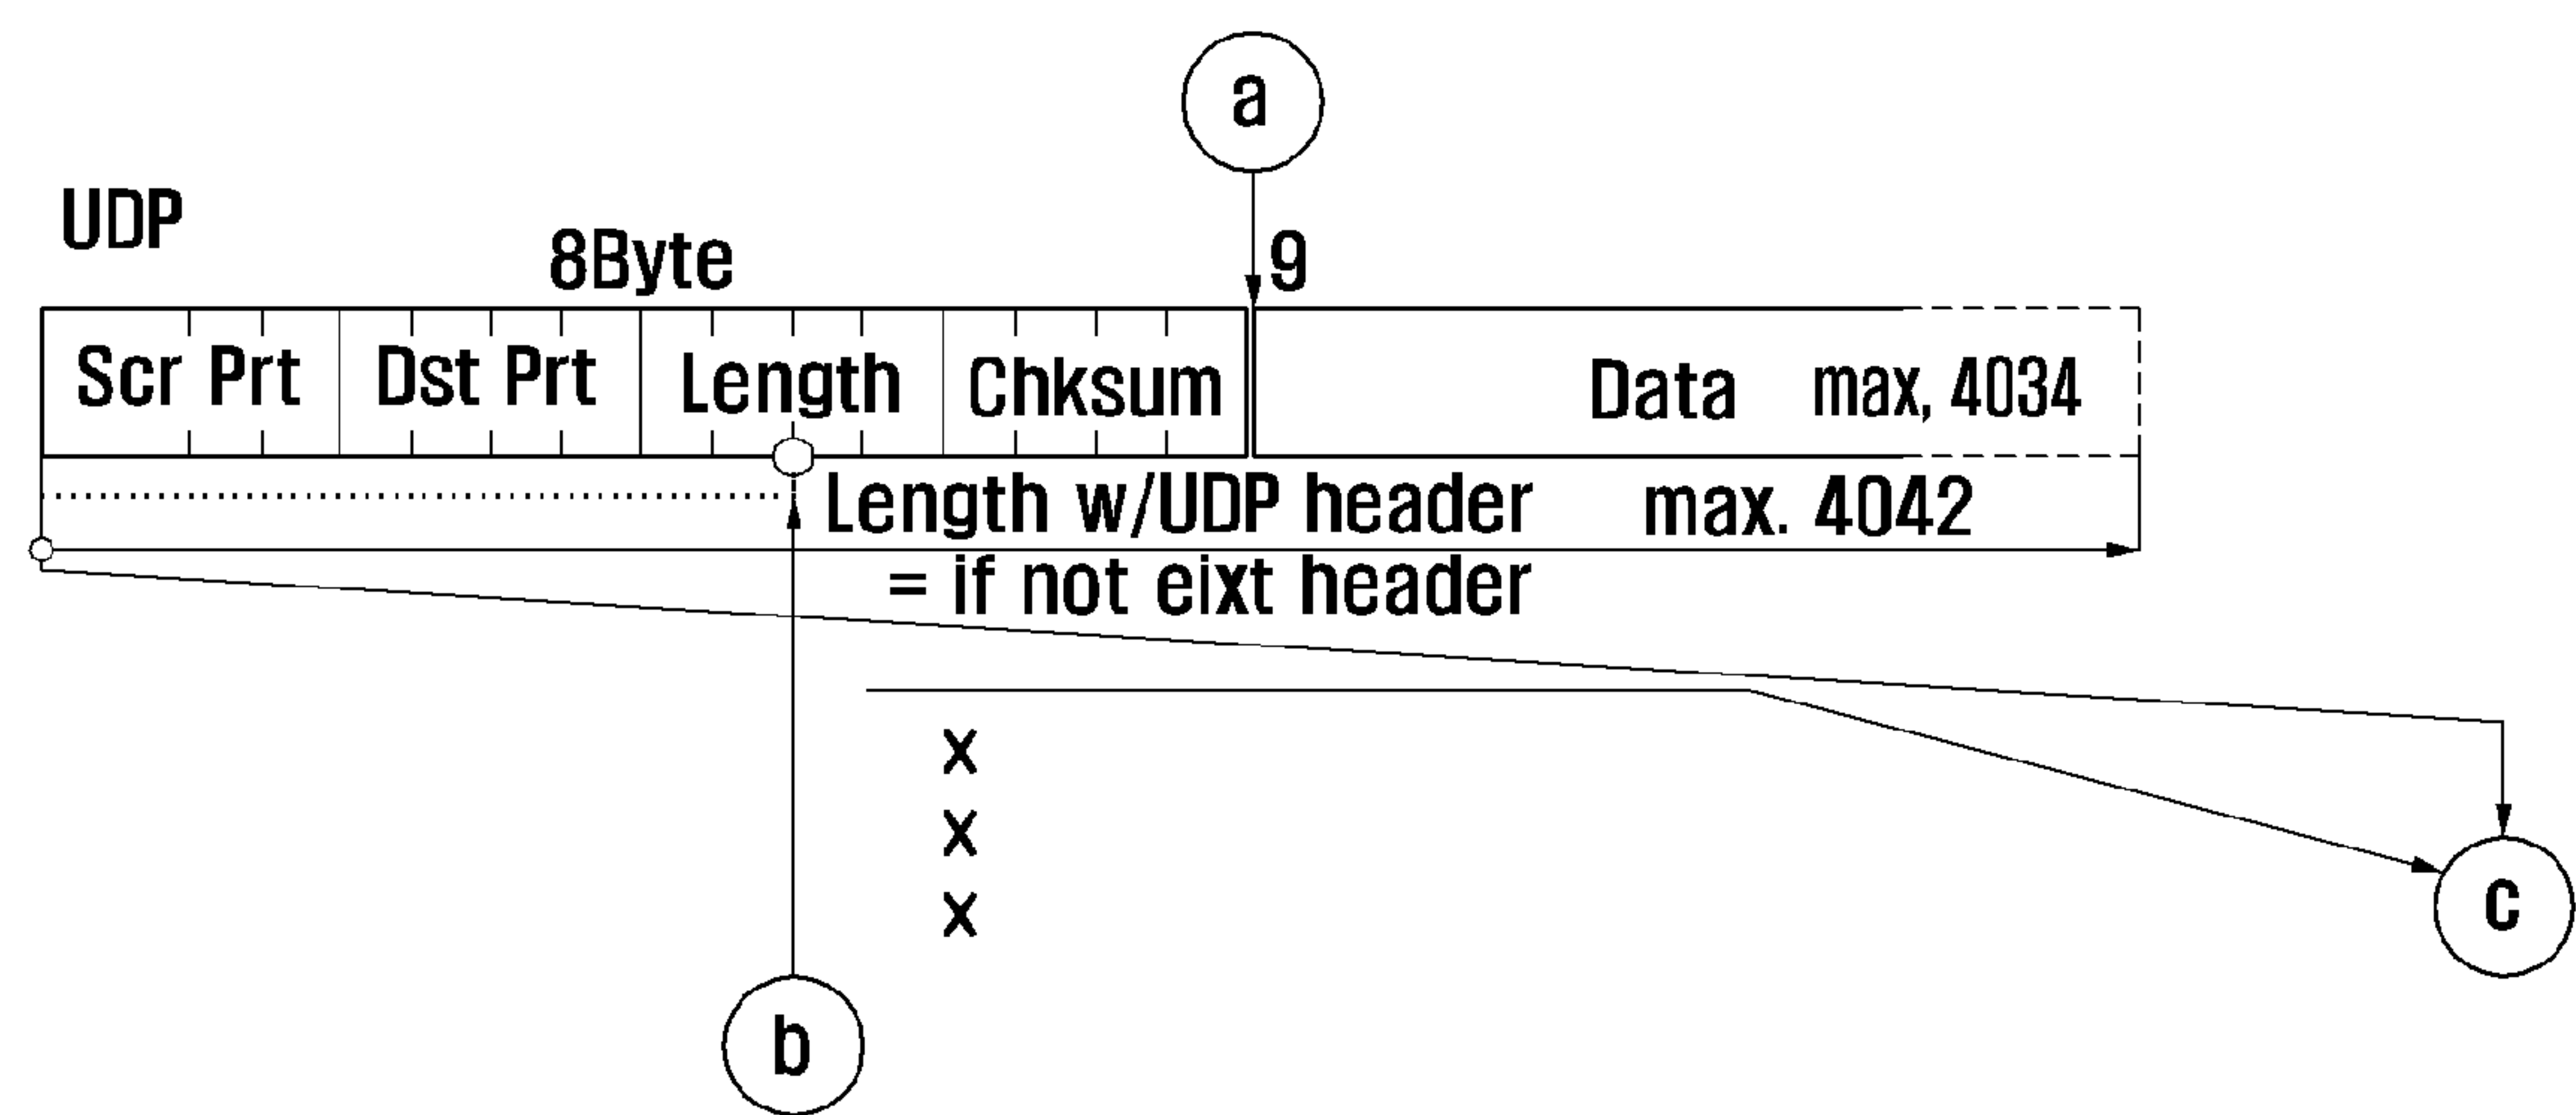 a
UDP
8Byte
9
Scr Prt
Dst Prt
Length
Chksum
Data
max, 4034
Length w/UDP header
max. 4042
= if not eixt header
x
x
x
c
b